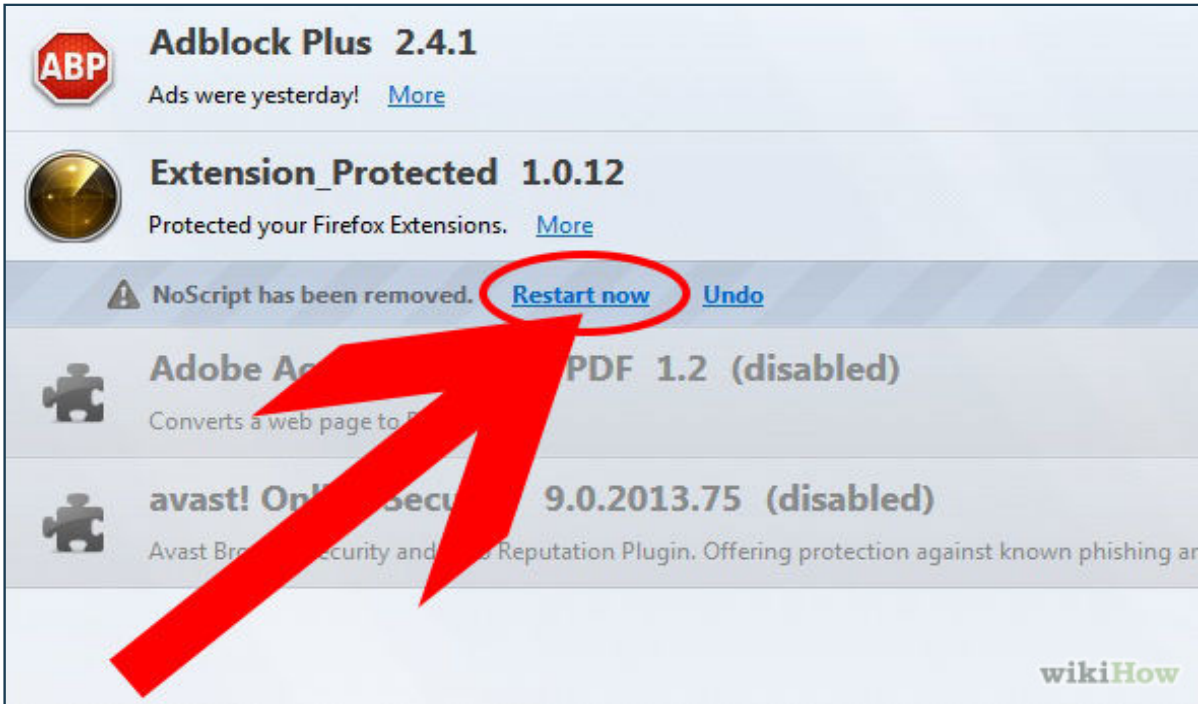 ABP
Adblock Plus 2.4.1
Ads were yesterday! More
Extension_Protected 1.0.12
Protected your Firefox Extensions. More
NoScript has been removed. Restart now Undo
Adobe PDF 1.2 (disabled)
Converts a web page to
avast! 9.0.2013.75 (disabled)
Avast and Reputation Plugin. Offering protection against known phishing
wikiHow